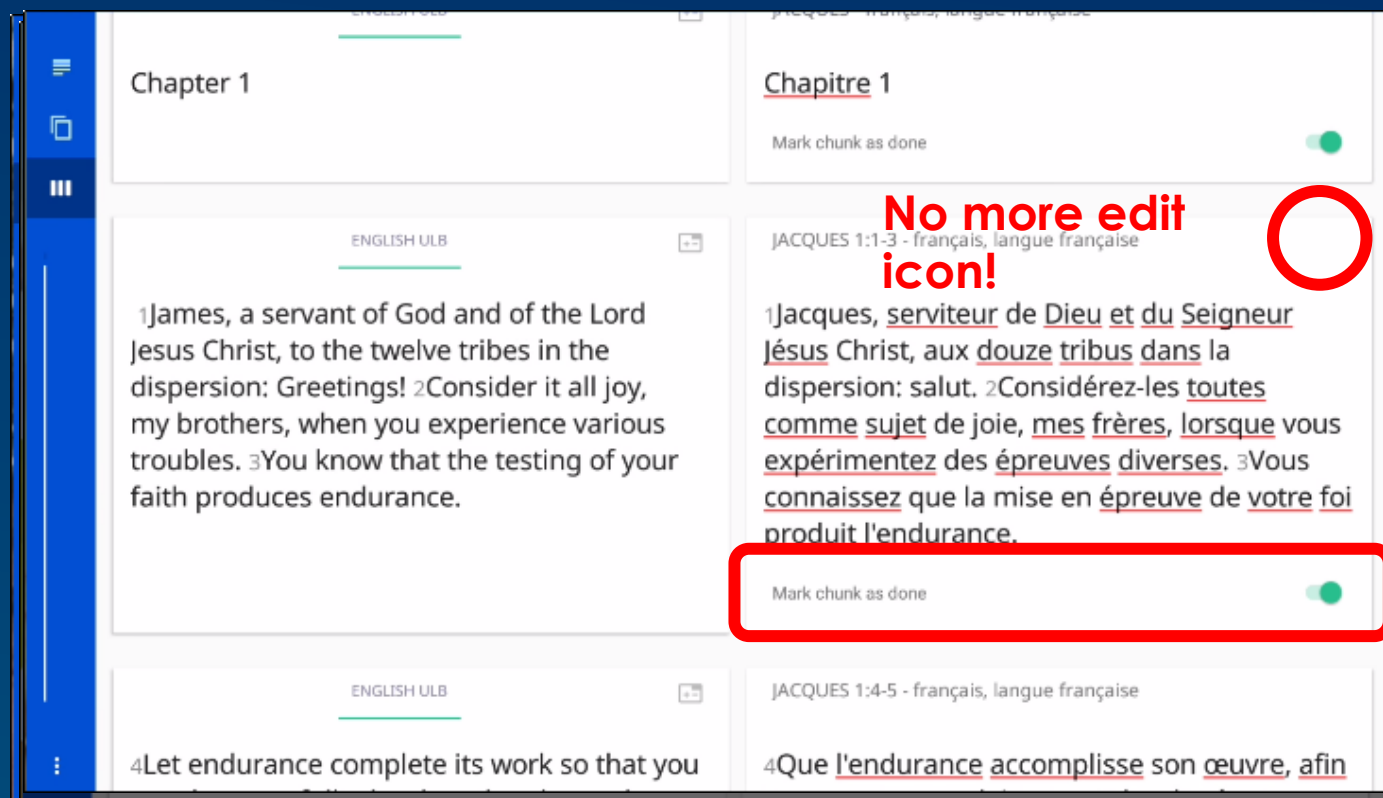 ENGLISH ULB
Chapter 1
JACQUES - français, langue française
Chapitre 1
Mark chunk as done
No more edit
icon!
ENGLISH ULB
1James, a servant of God and of the Lord
Jesus Christ, to the twelve tribes in the
dispersion: Greetings! 2Consider it all joy,
my brothers, when you experience various
troubles. 3You know that the testing of your
faith produces endurance.
JACQUES 1:1-3 - français, langue française
1Jacques, serviteur de Dieu et du Seigneur
Jésus Christ, aux douze tribus dans la
dispersion: salut. 2Considérez-les toutes
comme sujet de joie, mes frères, lorsque vous
expérimentez des épreuves diverses. 3Vous
connaissez que la mise en épreuve de votre foi
produit l'endurance.
Mark chunk as done
ENGLISH ULB
4Let endurance complete its work so that you
JACQUES 1:4-5 - français, langue française
4Que l'endurance accomplisse son œuvre, afin